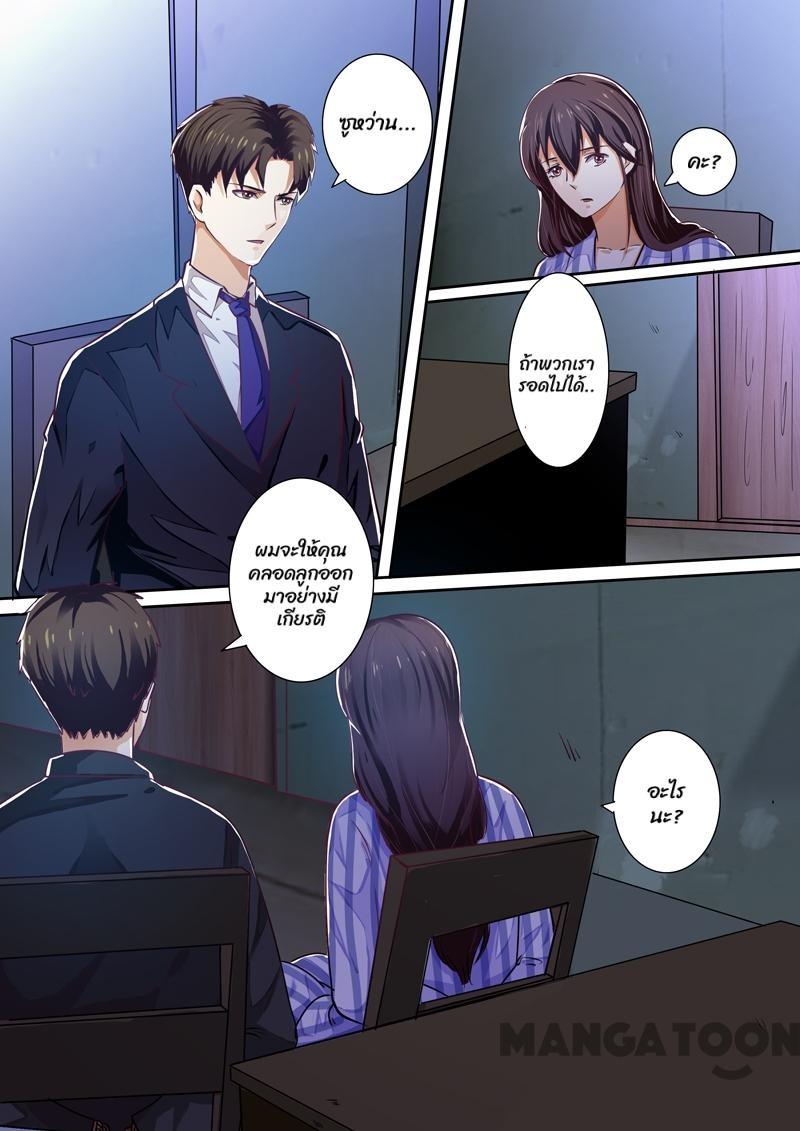 ซูหว่าน...
คะ?
ถ้าพวกเรา
รอดไปได้..
ผมจะให้คุณ
คลอดลูกออก
มาอย่างมี
เกียรติ
อะไร
นะ?
MANGATOON